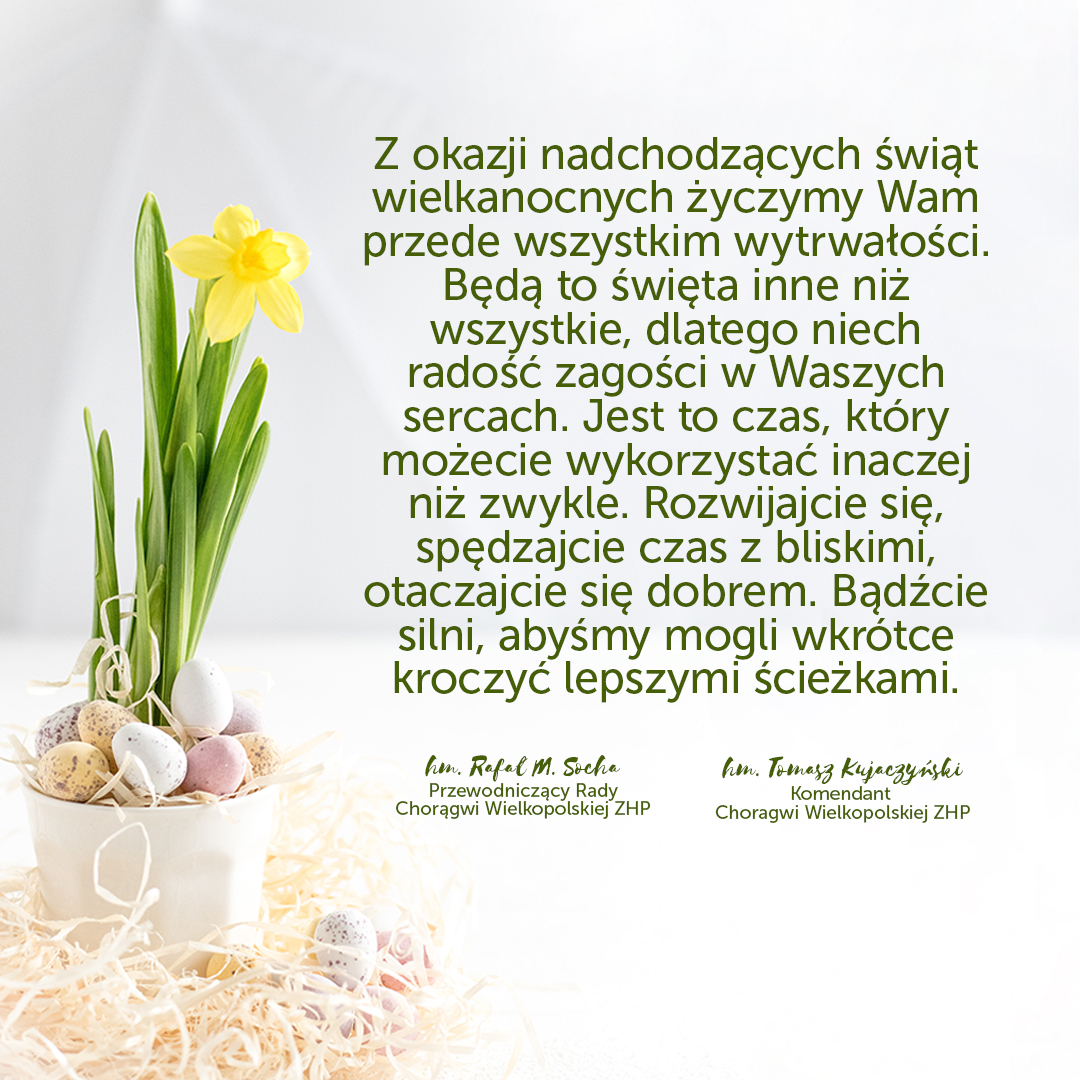 Z okazji nadchodzących świąt
wielkanocnych życzymy Wam
przede wszystkim wytrwałości.
Będą to święta inne niż
wszystkie, dlatego niech
radość zagości w Waszych
sercach. Jest to czas, który
możecie wykorzystać inaczej
niż zwykle. Rozwijajcie się,
spędzajcie czas z bliskimi,
otaczajcie się dobrem. Bądźcie
silni, abyśmy mogli wkrótce
kroczyć lepszymi ścieżkami.
hm. Rafał M. Socha
Przewodniczący Rady
Chorągwi Wielkopolskiej ZHP
hm. Tomasz Kujaczyński
Komendant
Choragwi Wielkopolskiej ZHP